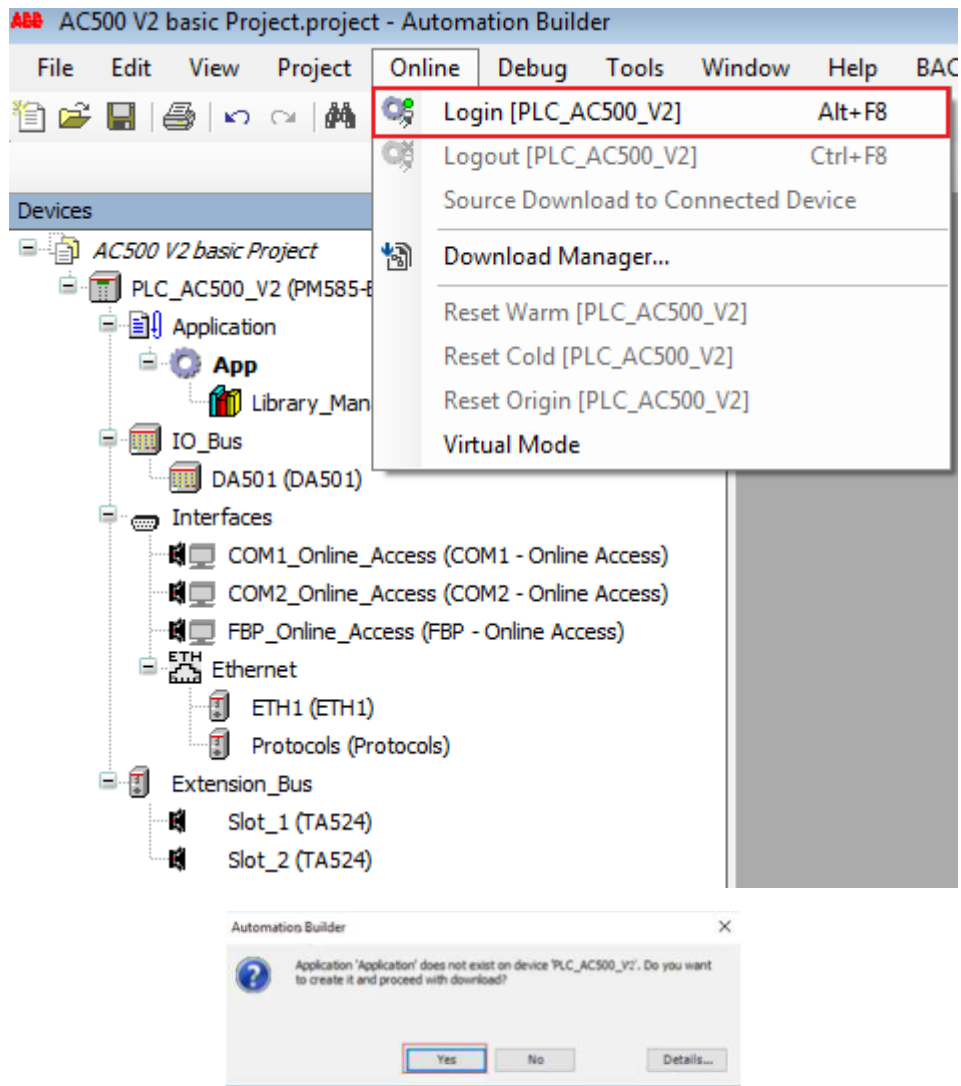 ABB AC500 V2 basic Project.project - Automation Builder
File Edit View Project Online Debug Tools Window Help BAC
Login [PLC_AC500_V2] Alt+F8
Logout [PLC_AC500_V2] Ctrl+F8
Source Download to Connected Device
Download Manager...
Reset Warm [PLC_AC500_V2]
Reset Cold [PLC_AC500_V2]
Reset Origin [PLC_AC500_V2]
Virtual Mode
Devices
AC500 V2 basic Project
PLC_AC500_V2 (PM585-E
Application
App
Library_Man
IO_Bus
DA501 (DA501)
Interfaces
COM1_Online_Access (COM1 - Online Access)
COM2_Online_Access (COM2 - Online Access)
FBP_Online_Access (FBP - Online Access)
ETH Ethernet
ETH1 (ETH1)
Protocols (Protocols)
Extension_Bus
Slot_1 (TA524)
Slot_2 (TA524)
Automation Builder
Application 'Application' does not exist on device 'PLC_AC500_V2'. Do you want
to create it and proceed with download?
Yes No Details...